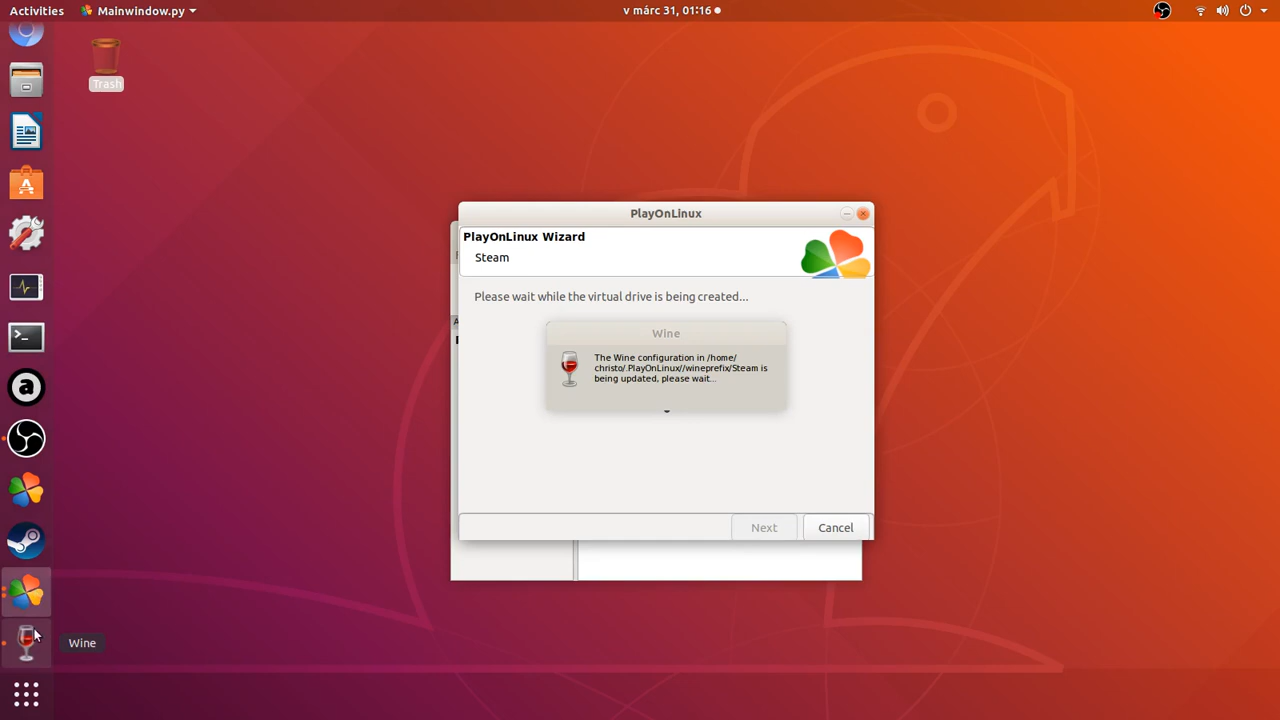 Activities
Mainwindow.py
v márc 31, 01:16
Trash
PlayOnLinux
PlayOnLinux Wizard
Steam
Please wait while the virtual drive is being created...
Wine
The Wine configuration in /home/
christo/.PlayOnLinux//wineprefix/Steam is
being updated, please wait...
Next
Cancel
Wine